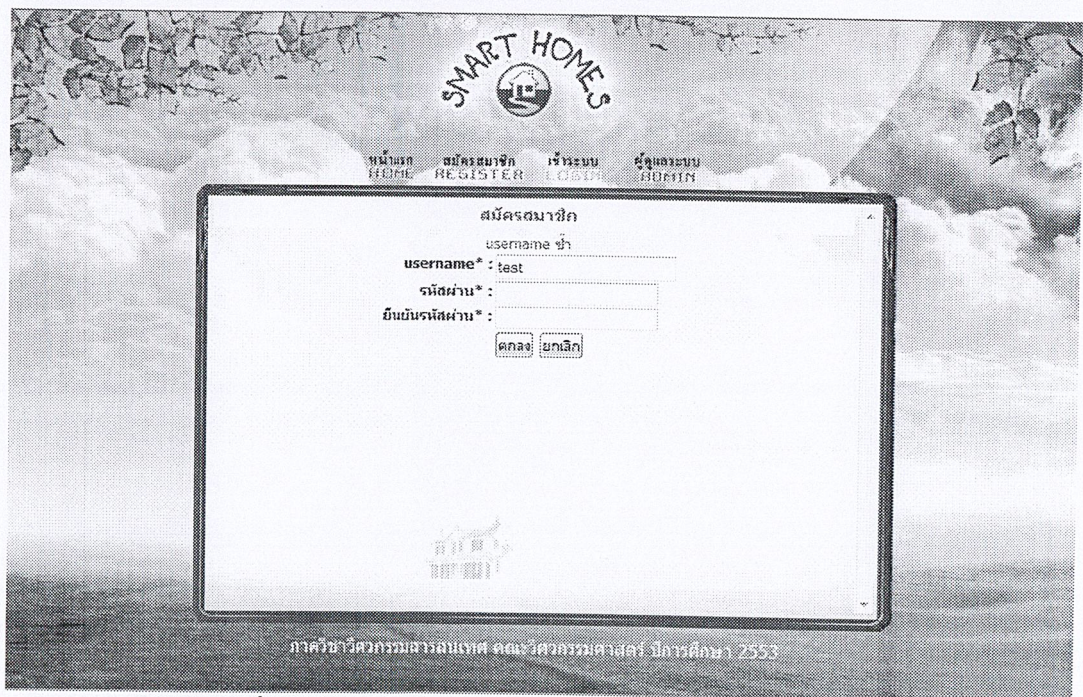 SMART HOMES
หน้าแรก สมัครสมาชิก เข้าระบบ ผู้ดูแลระบบ
HOME REGISTER LOGIN ADMIN
สมัครสมาชิก
username ซ้ำ
username* : test
รหัสผ่าน* :
ยืนยันรหัสผ่าน* :
ตกลง ยกเลิก
ภาควิชาวิศวกรรมสารสนเทศ คณะวิศวกรรมศาสตร์ ปีการศึกษา 2553